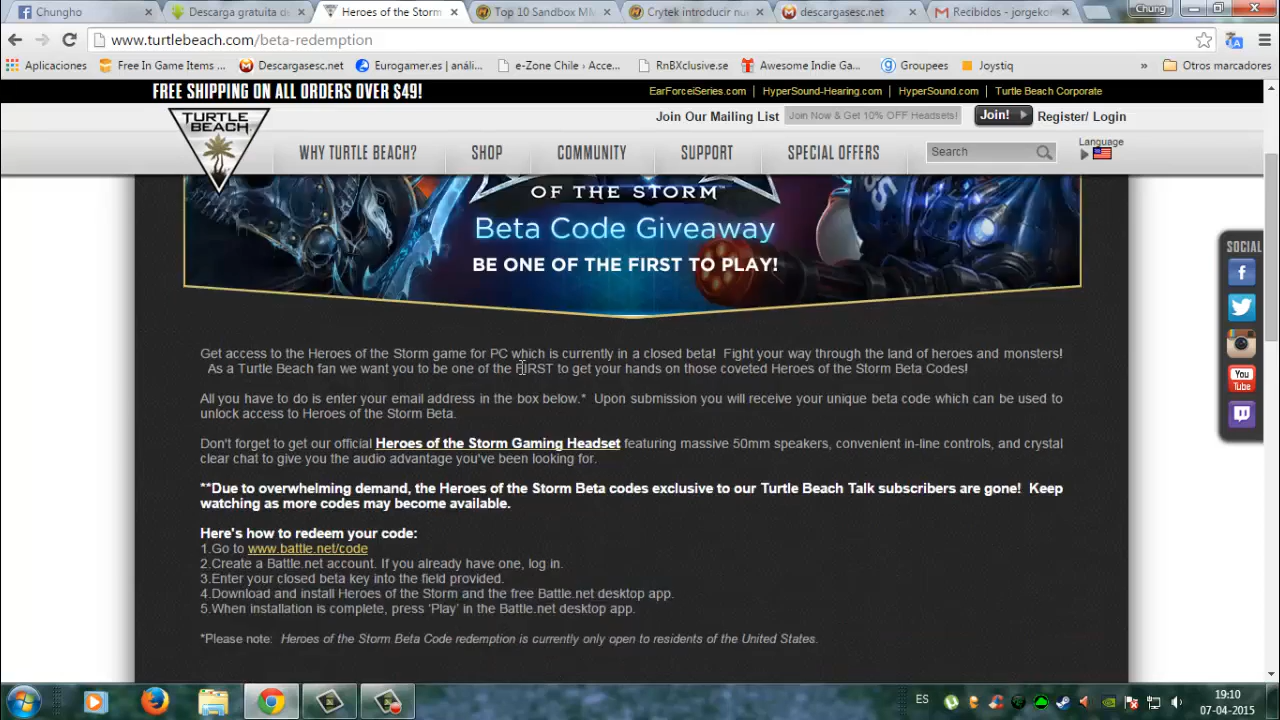 Chungho
Descarga gratuita de
Heroes of the Storm
Top 10 Sandbox MM
Crytek introducir nue
descargasesc.net
Recibidos - jorgekof
Chung
www.turtlebeach.com/beta-redemption
Aplicaciones
Free In Game Items ...
Descargasesc.net
Eurogamer.es | análi...
e-Zone Chile › Acce...
RnBXclusive.se
Awesome Indie Ga...
Groupees
Joystiq
»
Otros marcadores
FREE SHIPPING ON ALL ORDERS OVER $49!
EarForceiSeries.com | HyperSound-Hearing.com | HyperSound.com | Turtle Beach Corporate
TURTLE BEACH
Join Our Mailing List
Join Now & Get 10% OFF Headsets!
Join!
Register/ Login
WHY TURTLE BEACH?
SHOP
COMMUNITY
SUPPORT
SPECIAL OFFERS
Search
Language
OF THE STORM™
Beta Code Giveaway
BE ONE OF THE FIRST TO PLAY!
SOCIAL
You Tube
Get access to the Heroes of the Storm game for PC which is currently in a closed beta! Fight your way through the land of heroes and monsters!
As a Turtle Beach fan we want you to be one of the FIRST to get your hands on those coveted Heroes of the Storm Beta Codes!
All you have to do is enter your email address in the box below.* Upon submission you will receive your unique beta code which can be used to
unlock access to Heroes of the Storm Beta.
Don't forget to get our official Heroes of the Storm Gaming Headset featuring massive 50mm speakers, convenient in-line controls, and crystal
clear chat to give you the audio advantage you've been looking for.
**Due to overwhelming demand, the Heroes of the Storm Beta codes exclusive to our Turtle Beach Talk subscribers are gone! Keep
watching as more codes may become available.
Here's how to redeem your code:
1.Go to www.battle.net/code
2.Create a Battle.net account. If you already have one, log in.
3.Enter your closed beta key into the field provided.
4.Download and install Heroes of the Storm and the free Battle.net desktop app.
5.When installation is complete, press 'Play' in the Battle.net desktop app.
*Please note: Heroes of the Storm Beta Code redemption is currently only open to residents of the United States.
ES
19:10
07-04-2015